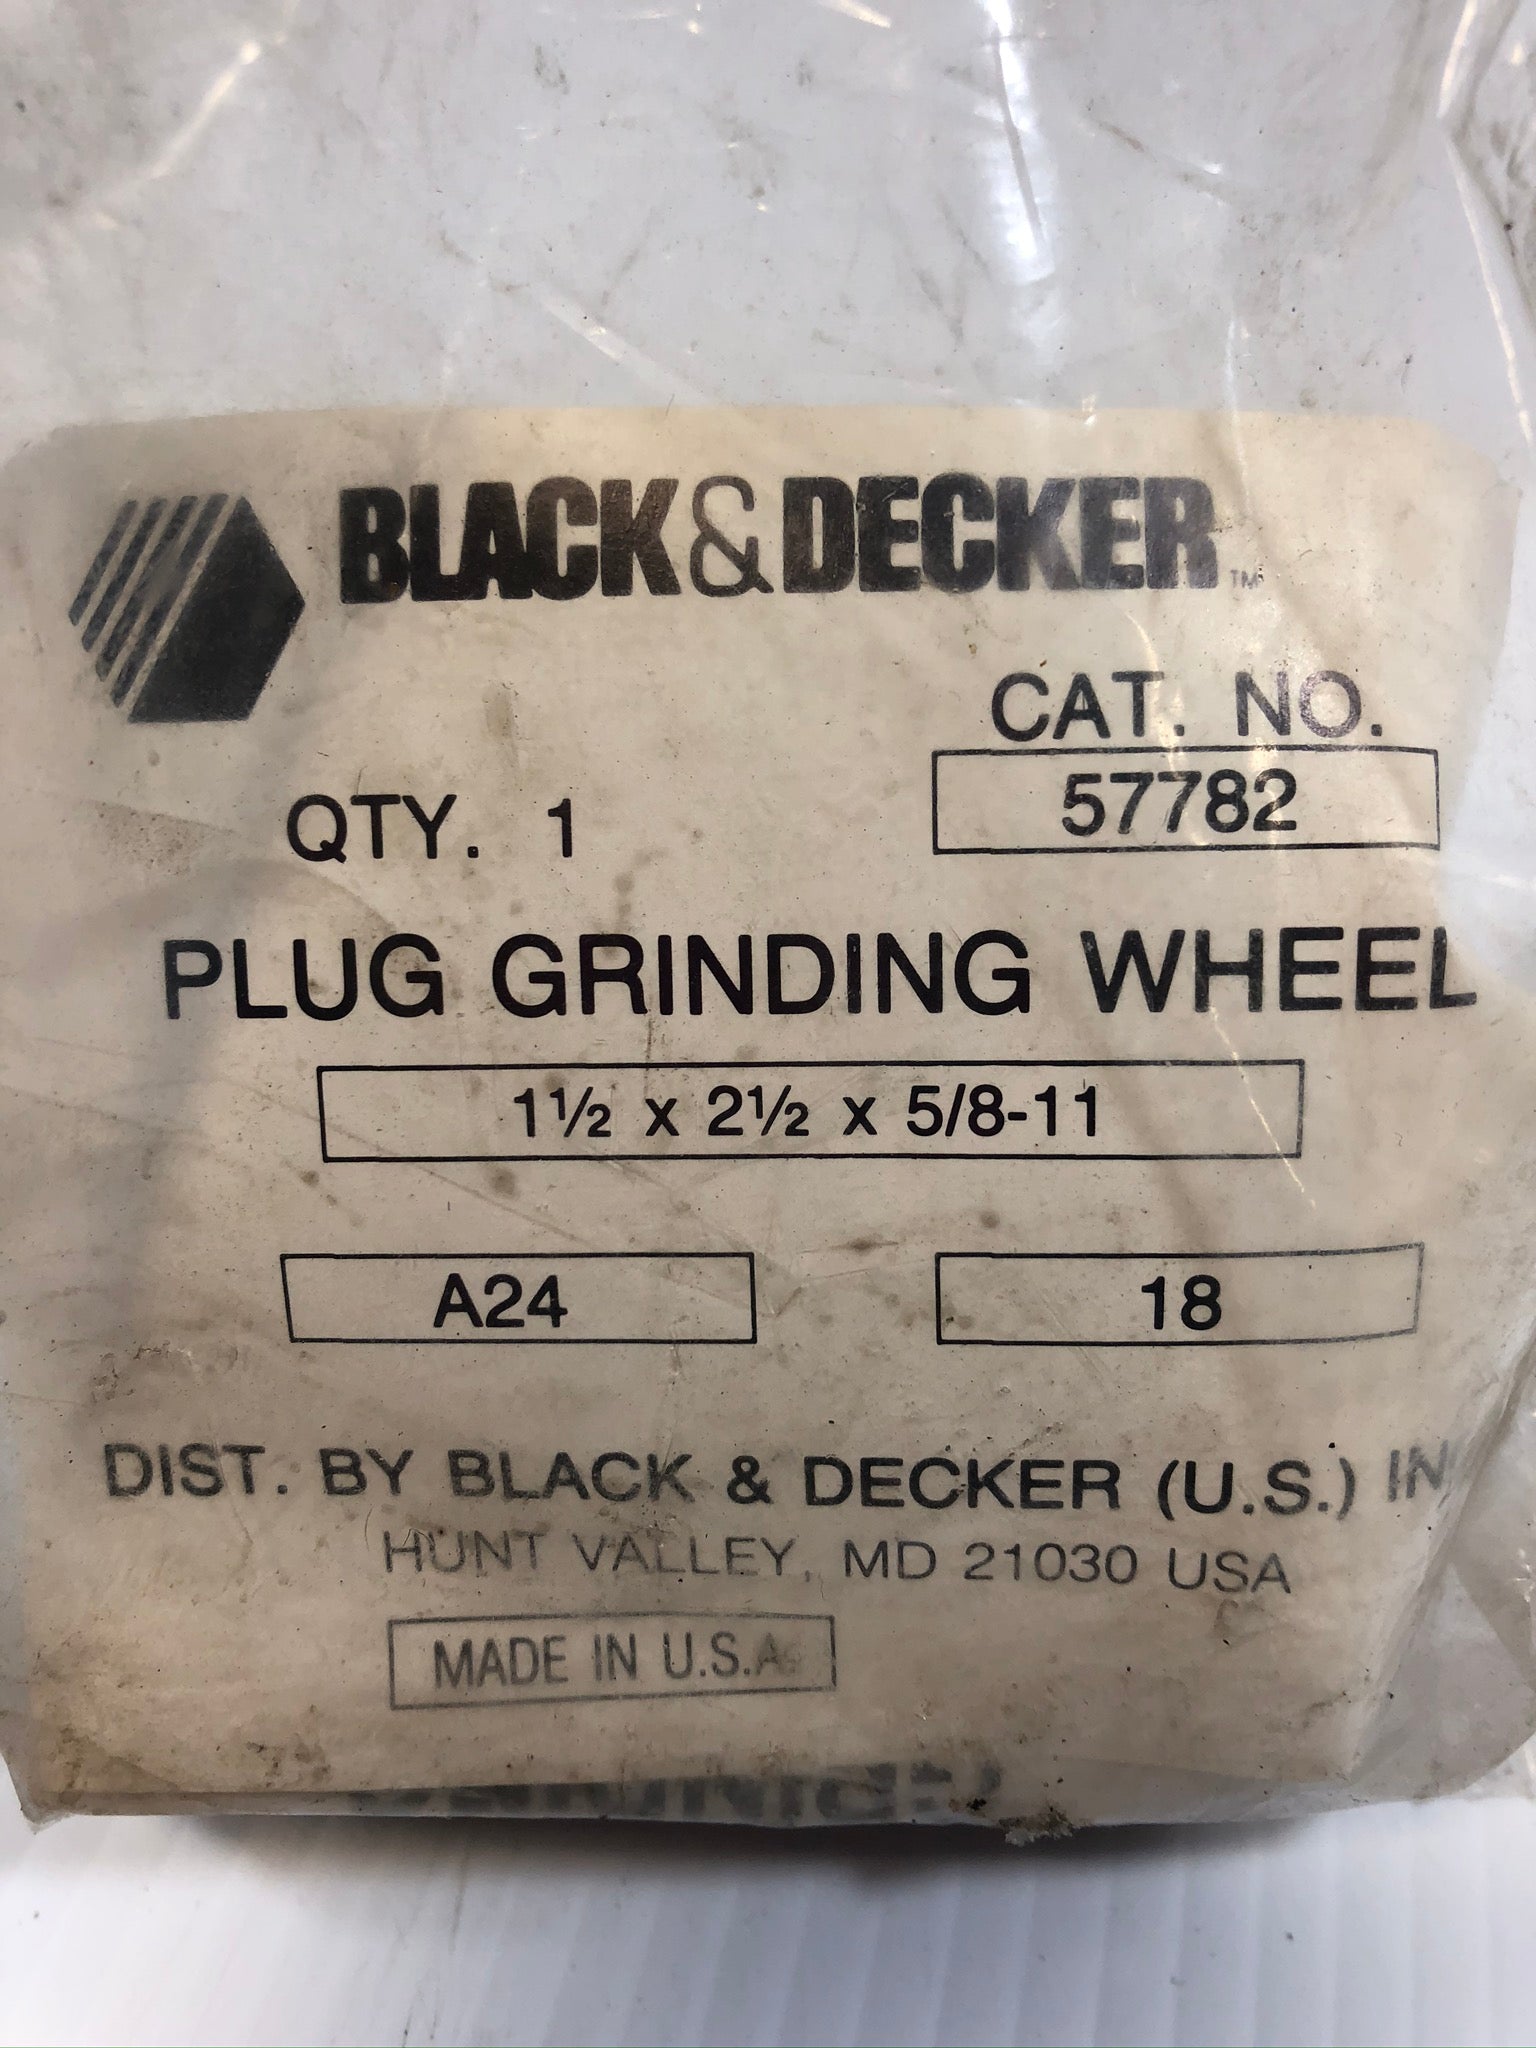 BLACK&DECKER™
CAT. NO.
57782
QTY. 1
PLUG GRINDING WHEEL
1½ x 2½ x 5/8-11
A24 18
DIST. BY BLACK & DECKER (U.S.) IN
HUNT VALLEY, MD 21030 USA
MADE IN U.S.A.